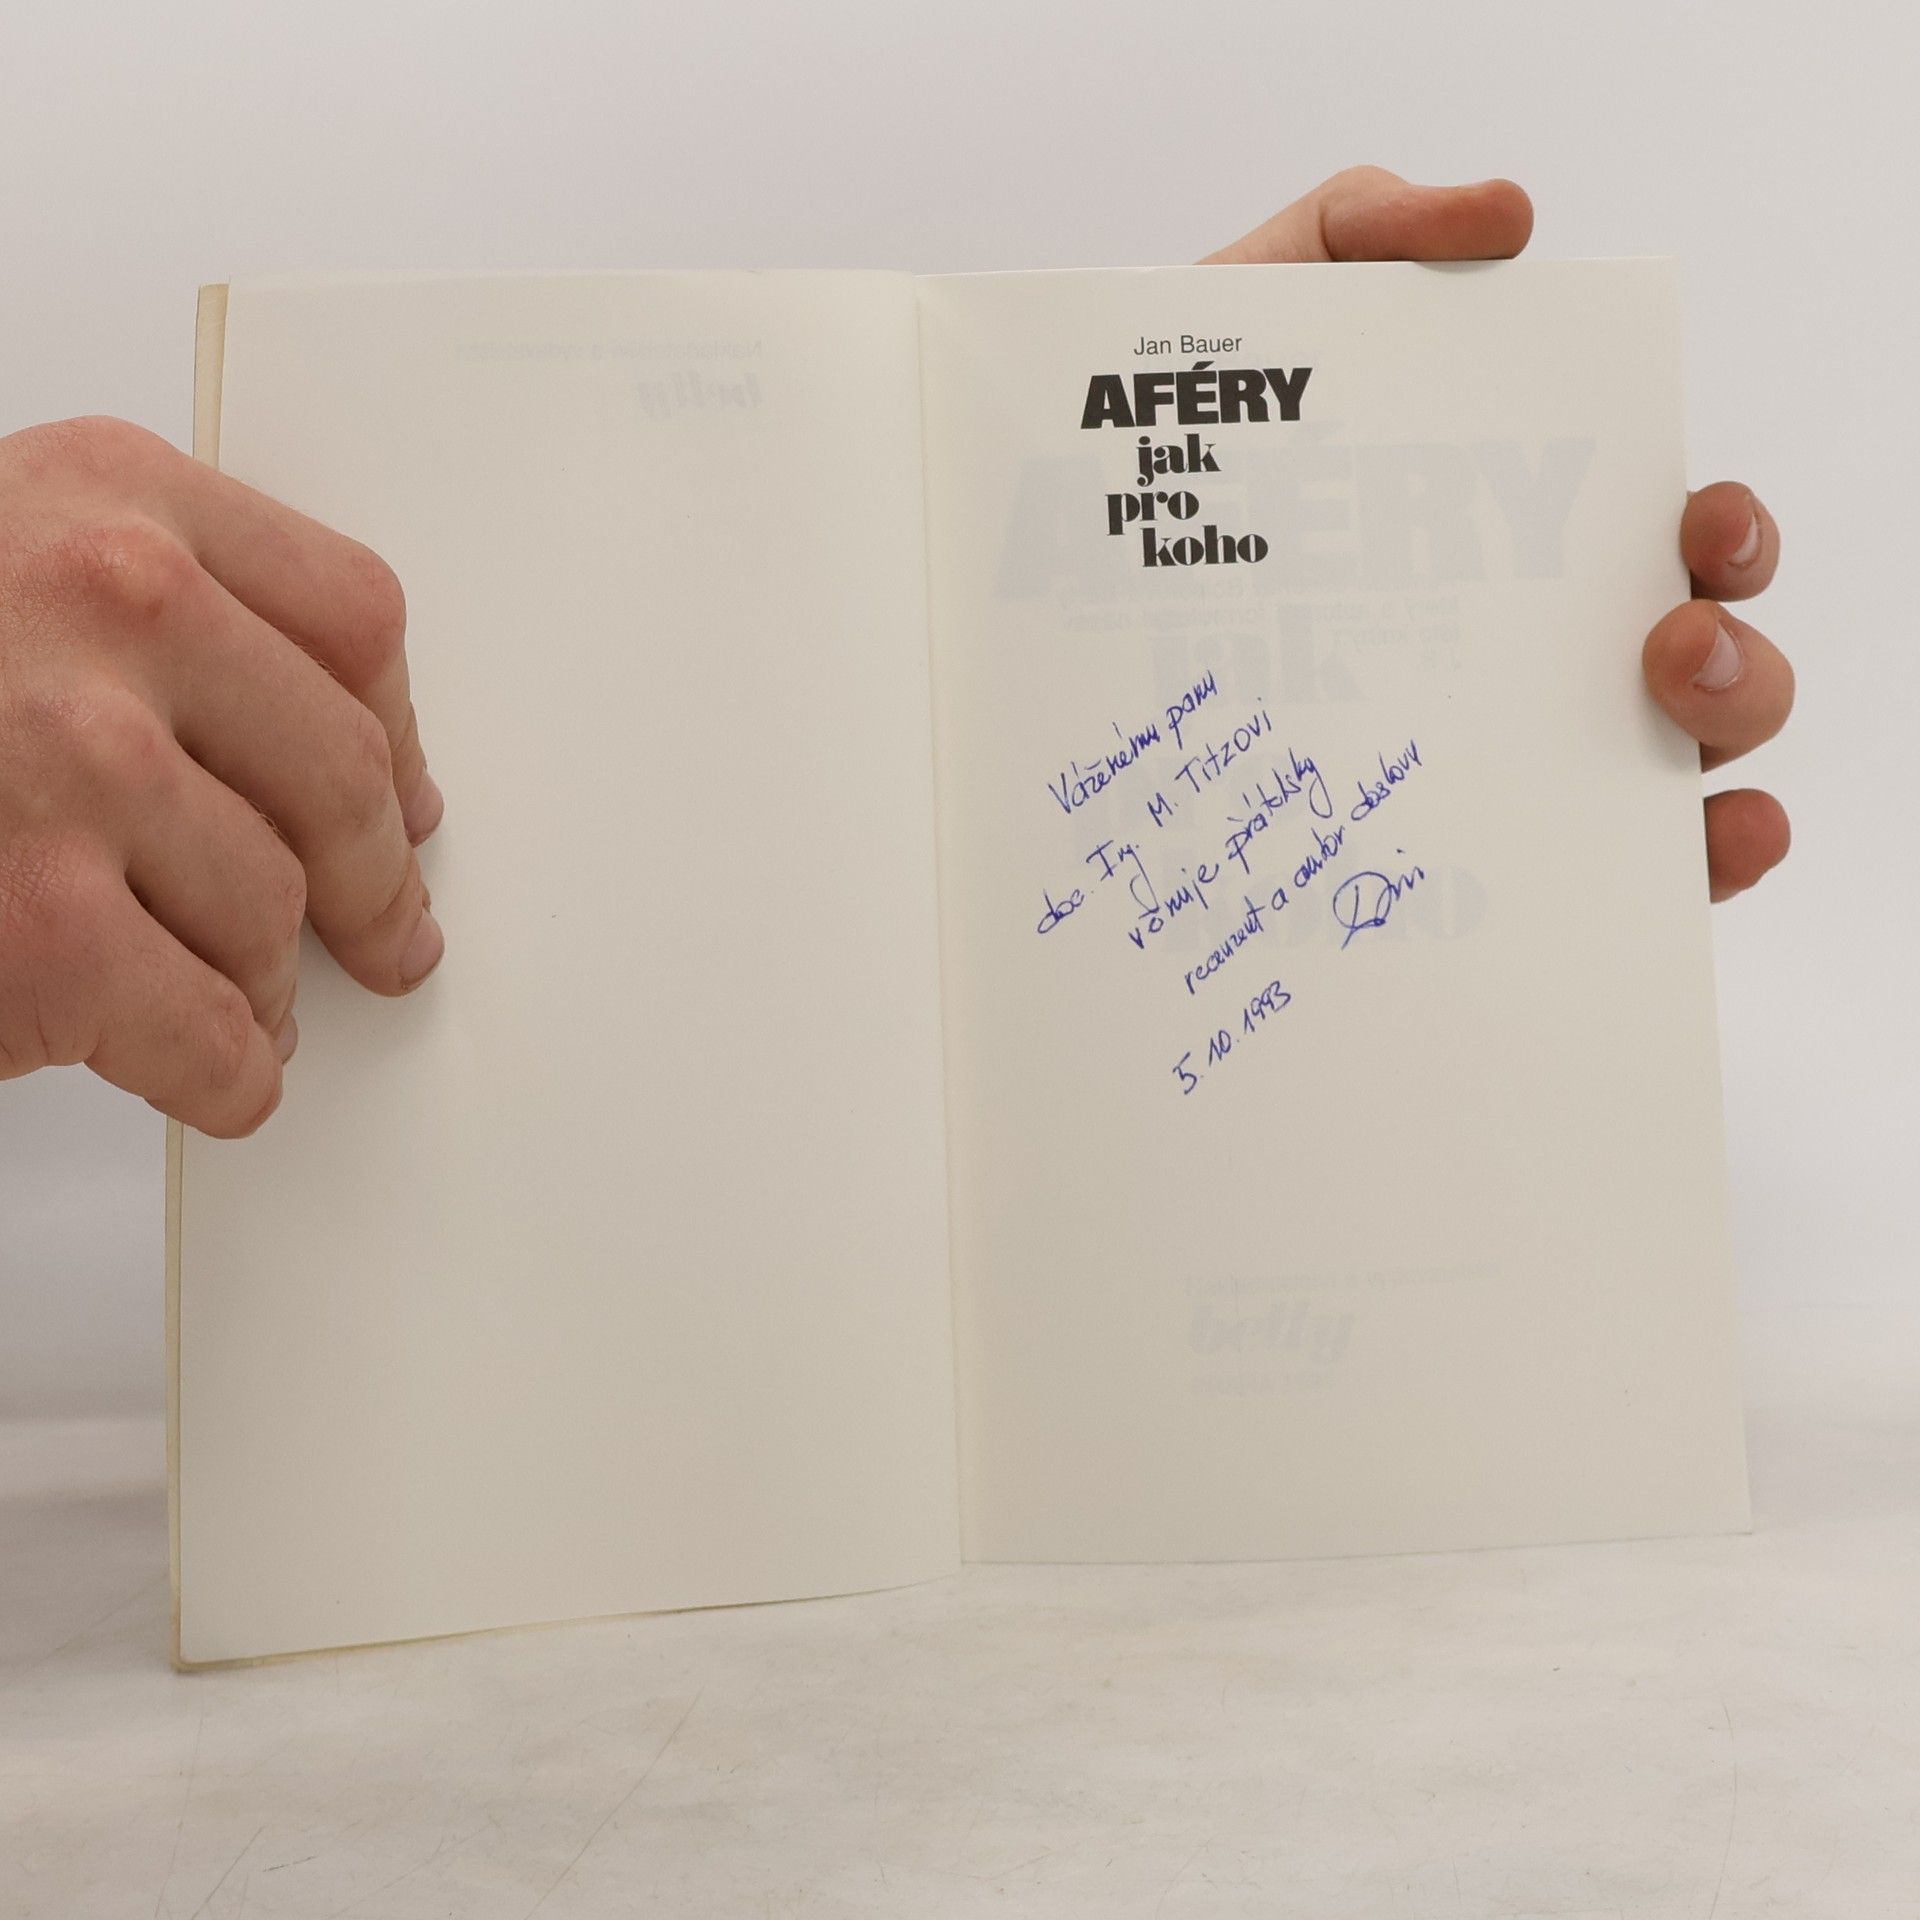 Jan Bauer
AFÉRY
jak
pro
koho
Váženému panu
doc. Ing. M. Titzovi
věnuje přátelsky
recenzent a autor doslovu
5. 10. 1993